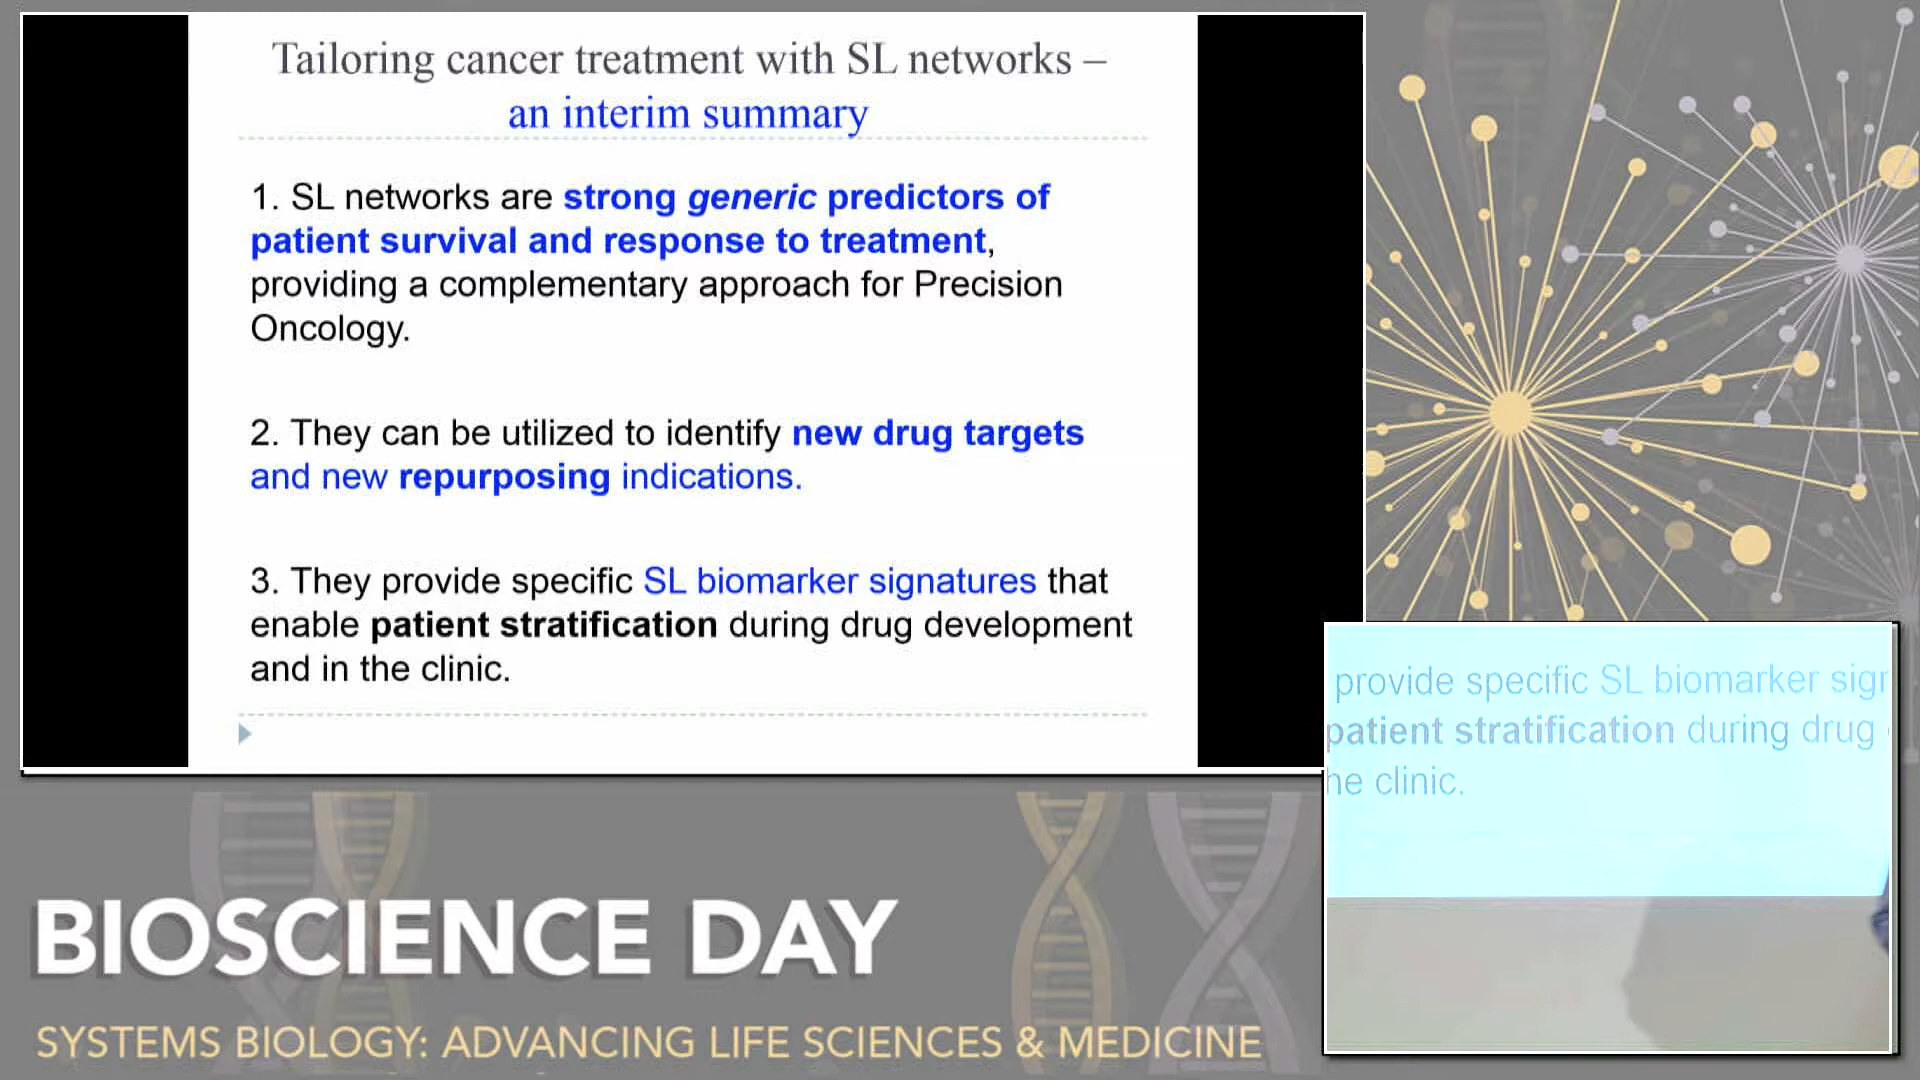 Tailoring cancer treatment with SL networks –
an interim summary
1. SL networks are strong generic predictors of
patient survival and response to treatment,
providing a complementary approach for Precision
Oncology.
2. They can be utilized to identify new drug targets
and new repurposing indications.
3. They provide specific SL biomarker signatures that
enable patient stratification during drug development
and in the clinic.
provide specific SL biomarker sign
patient stratification during drug
he clinic.
BIOSCIENCE DAY
SYSTEMS BIOLOGY: ADVANCING LIFE SCIENCES & MEDICINE